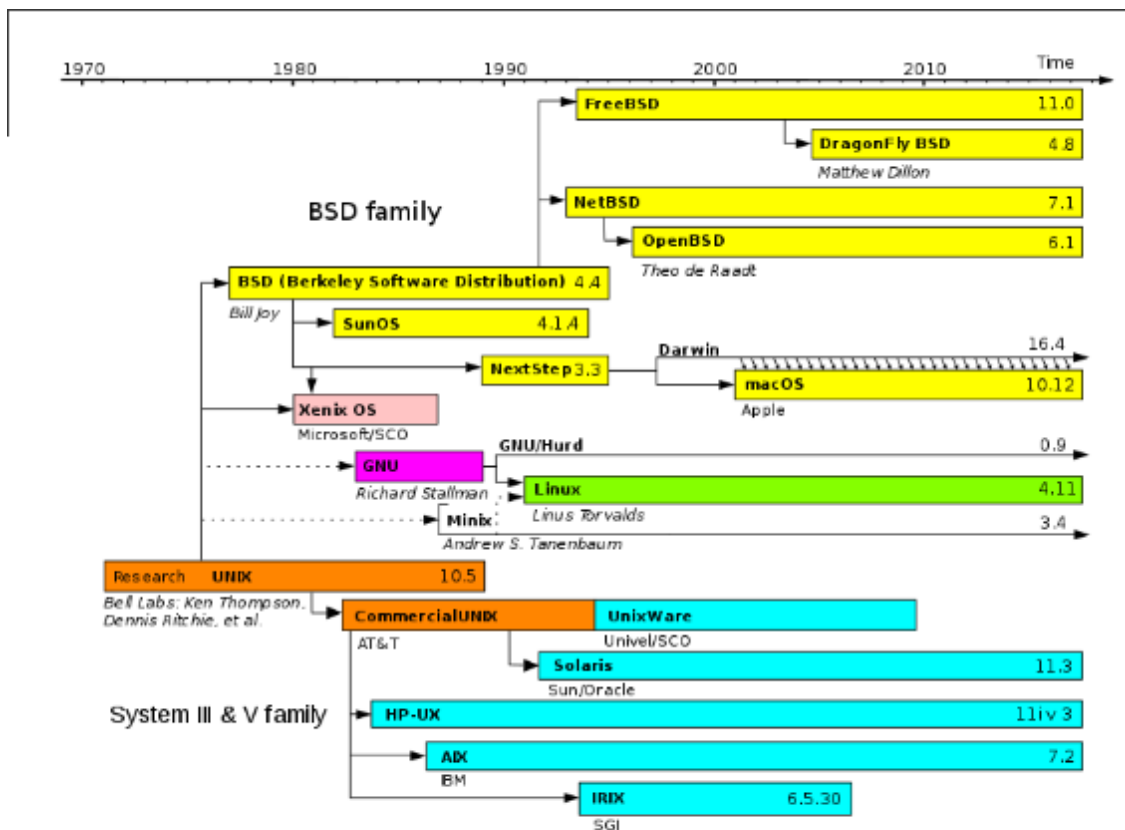 1970 1980 1990 2000 2010 Time
FreeBSD 11.0
DragonFly BSD 4.8
Matthew Dillon
BSD family
NetBSD 7.1
OpenBSD 6.1
Theo de Raadt
BSD (Berkeley Software Distribution) 4.4
Bill Joy
SunOS 4.1.4
Darwin 16.4
NextStep 3.3
macOS 10.12
Apple
Xenix OS
Microsoft/SCO
GNU/Hurd 0.9
GNU
Richard Stallman
Linux 4.11
Linus Torvalds
Minix 3.4
Andrew S. Tanenbaum
Research UNIX 10.5
Bell Labs: Ken Thompson,
Dennis Ritchie, et al.
CommercialUNIX UnixWare
AT&T Univel/SCO
Solaris 11.3
Sun/Oracle
System III & V family
HP-UX 11iv 3
AIX 7.2
IBM
IRIX 6.5.30
SGI